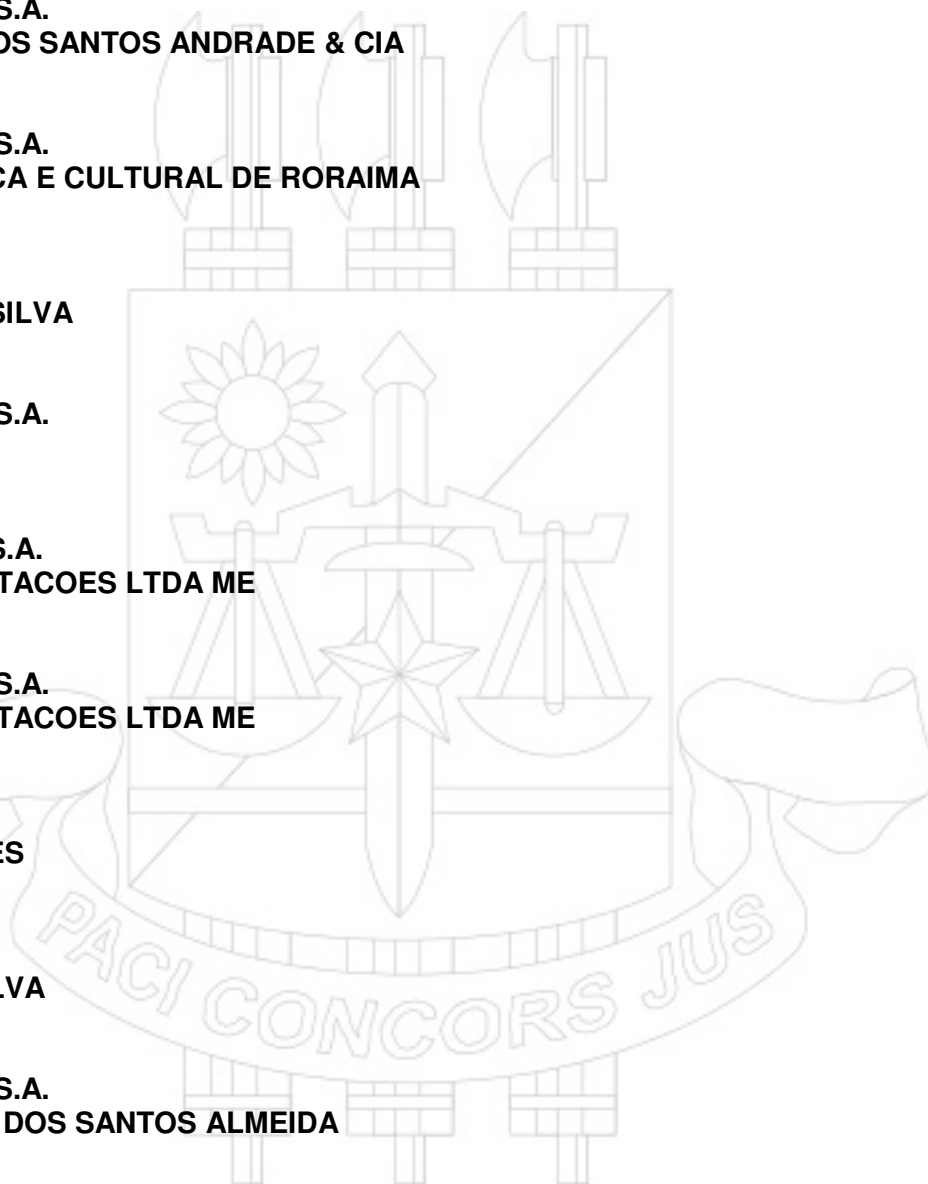 S.A.
OS SANTOS ANDRADE & CIA
S.A.
CA E CULTURAL DE RORAIMA
SILVA
S.A.
S.A.
TACOES LTDA ME
S.A.
TACOES LTDA ME
ES
PACI CONCORS JUS
LVA
S.A.
DOS SANTOS ALMEIDA